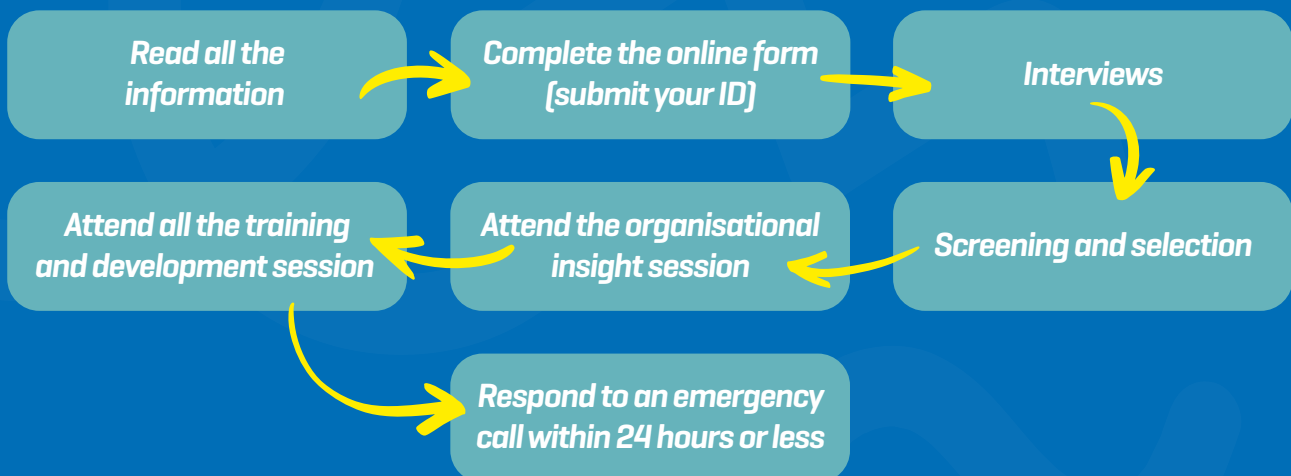 Read all the
information
Complete the online form
(submit your ID)
Interviews
Screening and selection
Attend the organisational
insight session
Attend all the training
and development session
Respond to an emergency
call within 24 hours or less